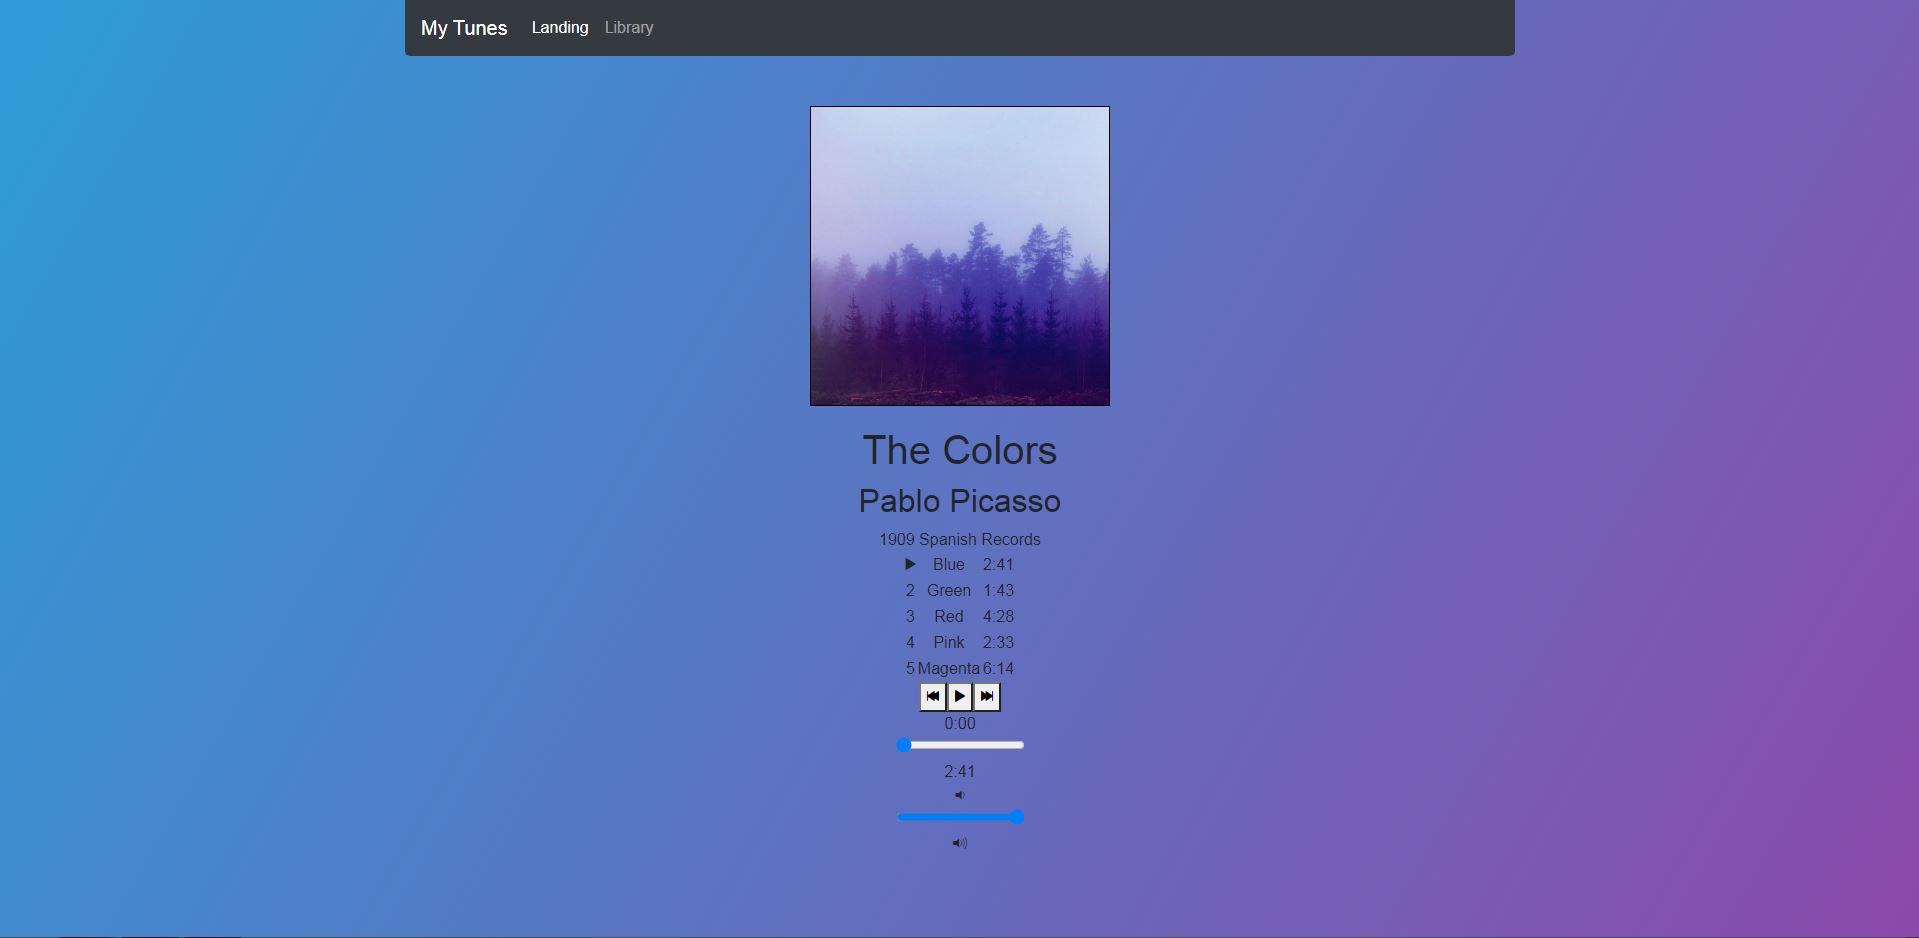 My Tunes Landing Library
The Colors
Pablo Picasso
1909 Spanish Records
Blue 2:41
2 Green 1:43
3 Red 4:28
4 Pink 2:33
5 Magenta 6:14
0:00
2:41